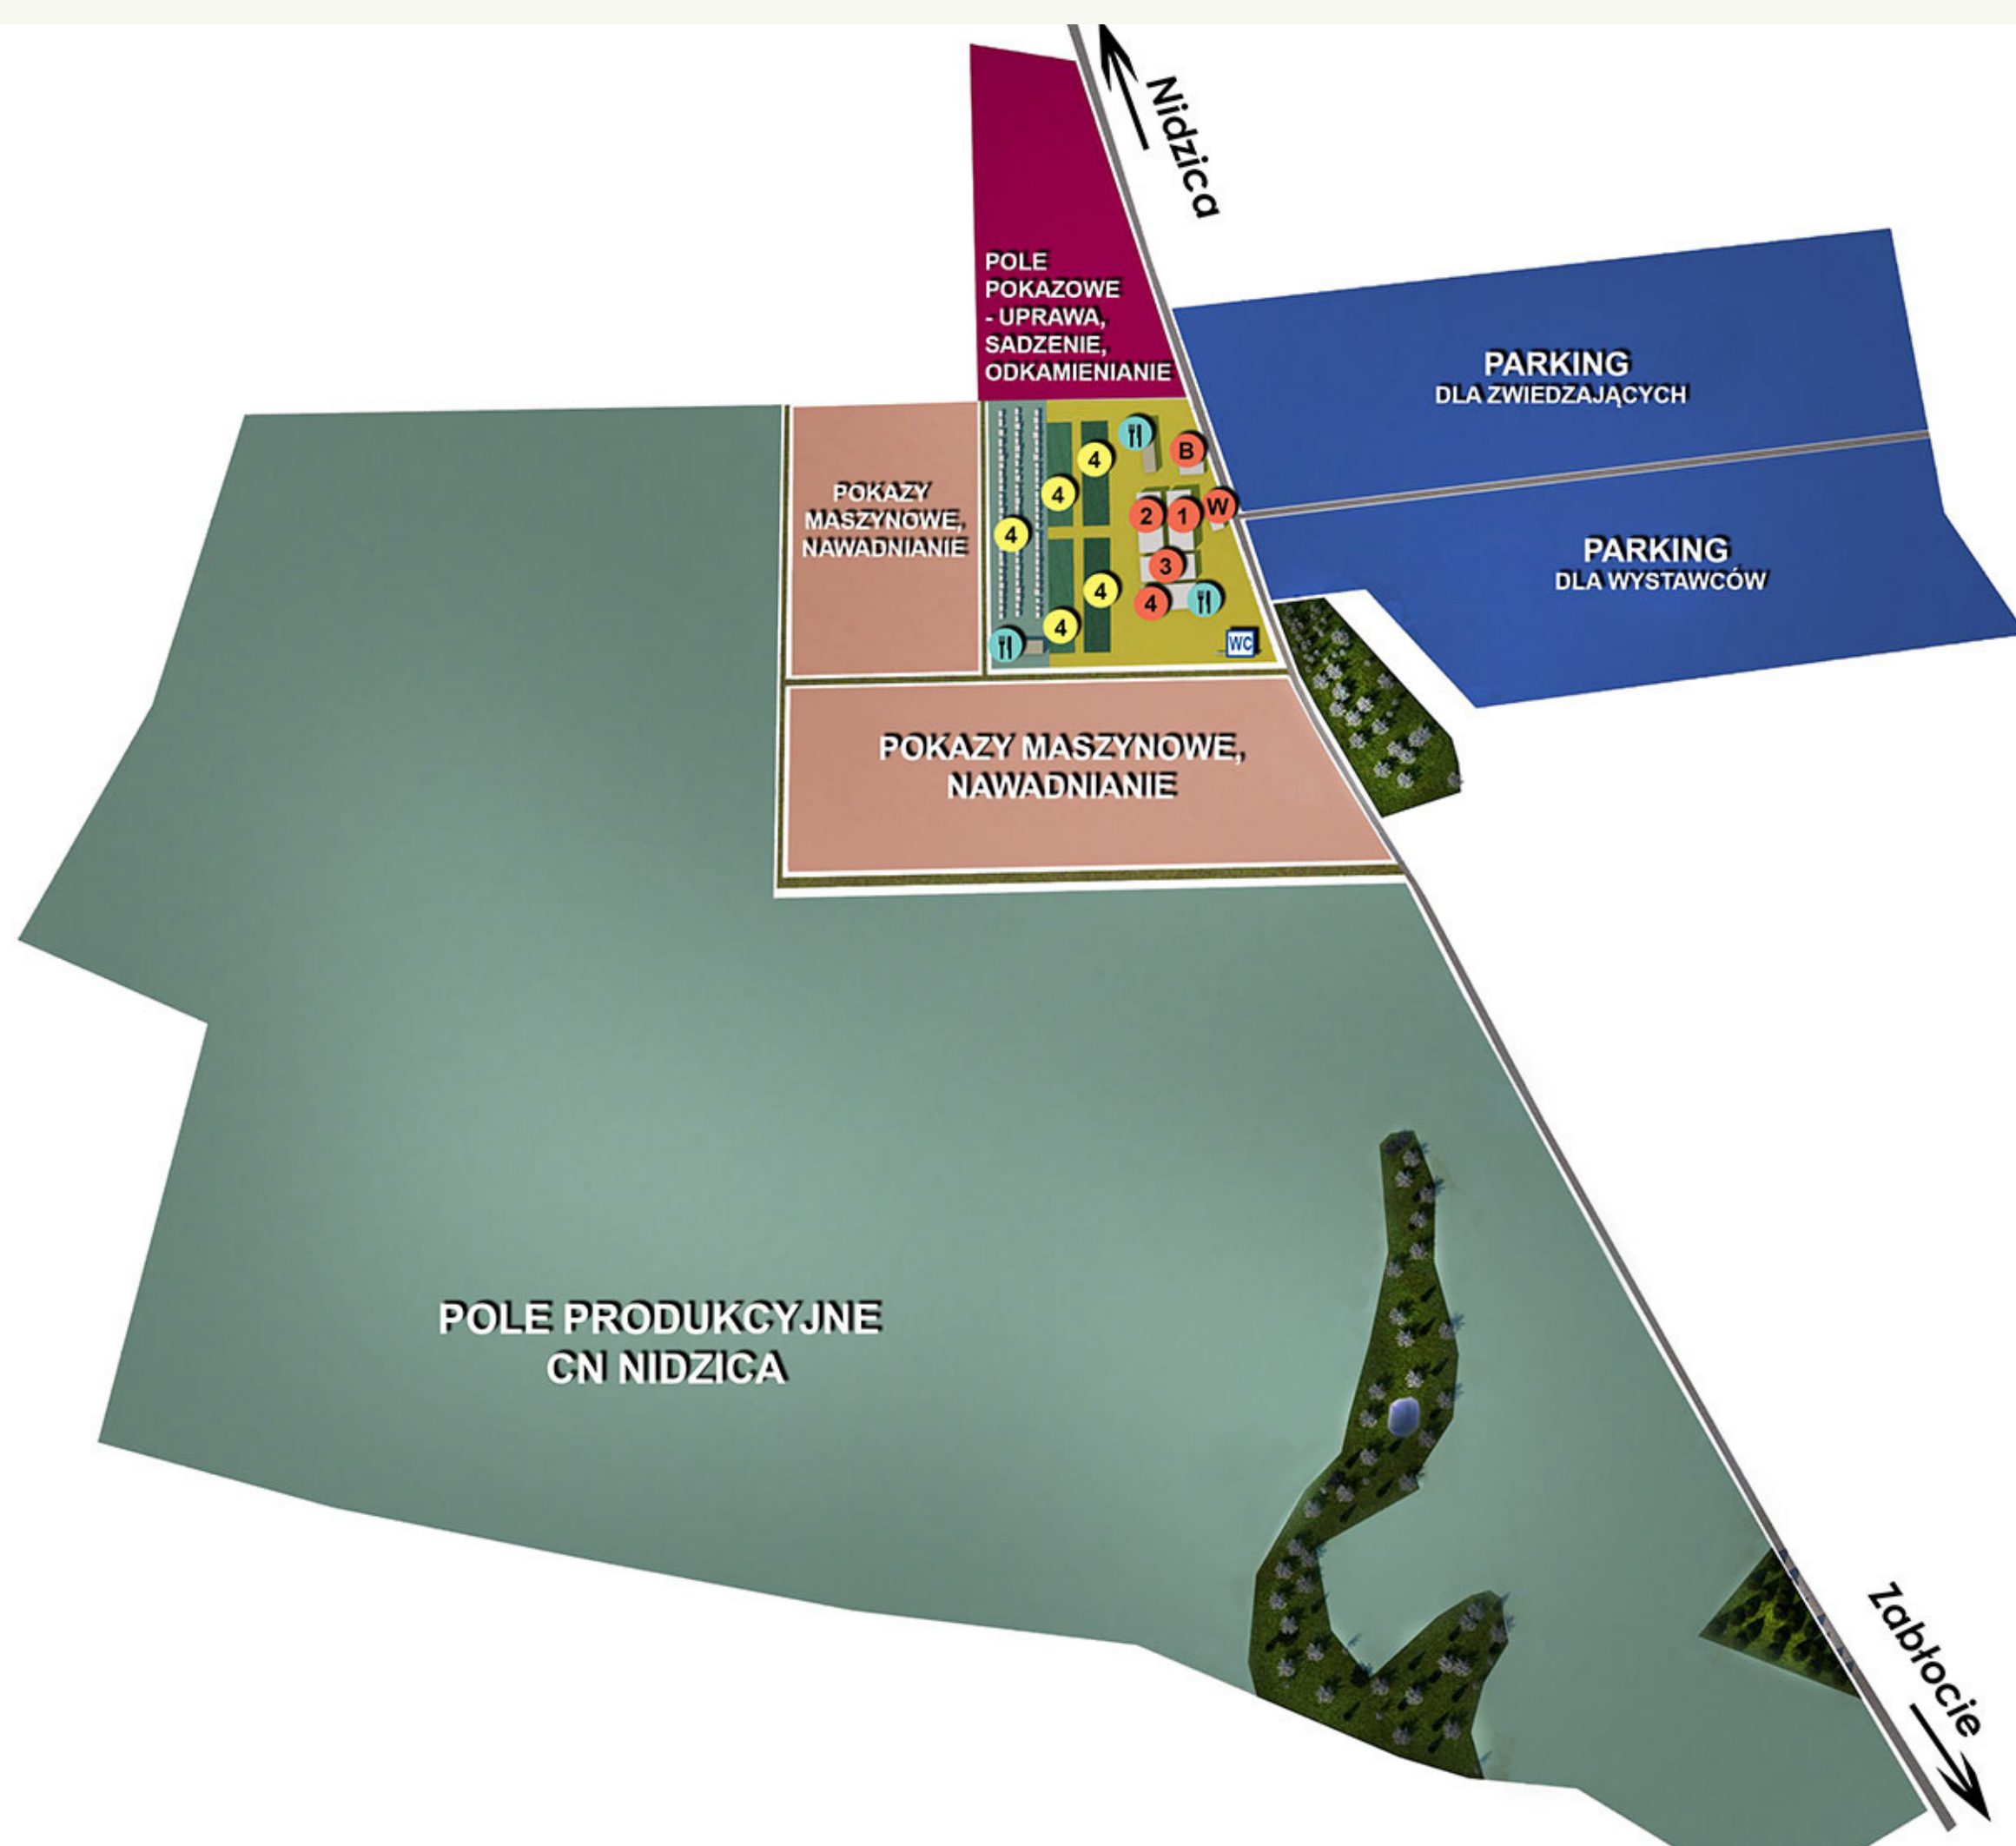 Nidzica
POLE
POKAZOWE
- UPRAWA,
SADZENIE,
ODKAMIENIANIE
PARKING
DLA ZWIEDZAJĄCYCH
B
4
POKAZY
MASZYNOWE,
NAWADNIANIE
4
2
1
W
4
PARKING
DLA WYSTAWCÓW
3
4
4
4
WC
POKAZY MASZYNOWE,
NAWADNIANIE
POLE PRODUKCYJNE
CN NIDZICA
Zabłocie